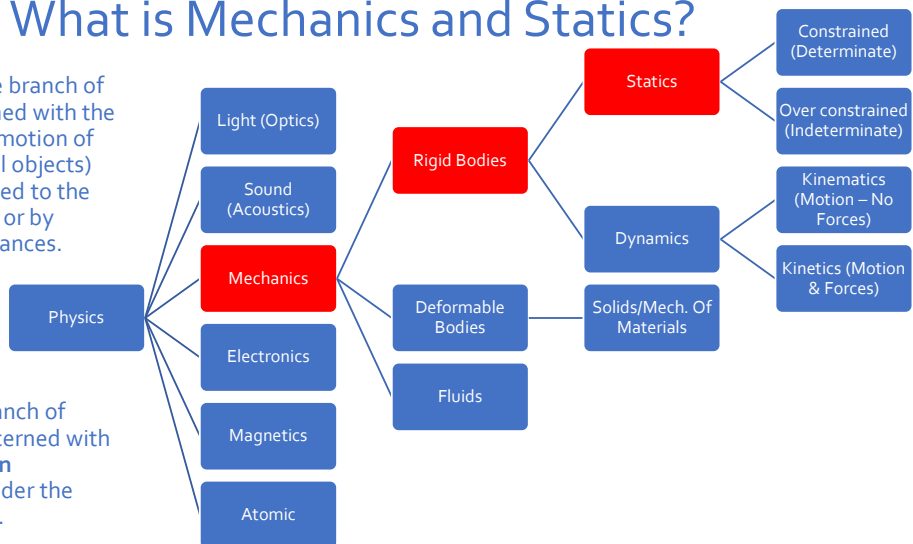 What is Mechanics and Statics?
branch of
ned with the
motion of
l objects)
ed to the
or by
ances.
anch of
cerned with
n
der the
.
Physics
Light (Optics)
Sound
(Acoustics)
Mechanics
Electronics
Magnetics
Atomic
Rigid Bodies
Deformable
Bodies
Fluids
Statics
Dynamics
Solids/Mech. Of
Materials
Constrained
(Determinate)
Over constrained
(Indeterminate)
Kinematics
(Motion – No
Forces)
Kinetics (Motion
& Forces)